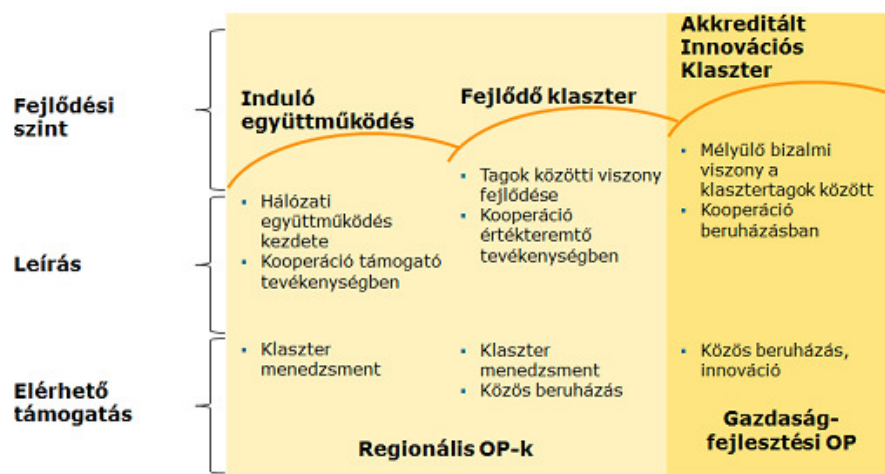 Fejlődési
szint
Induló
együttműködés
Fejlődő klaszter
Akkreditált
Innovációs
Klaszter
Leírás
▪ Hálózati
együttműködés
kezdete
▪ Kooperáció támogató
tevékenységben
▪ Tagok közötti viszony
fejlődése
▪ Kooperáció
értékteremtő
tevékenységben
▪ Mélyülő bizalmi
viszony a
klasztertagok között
▪ Kooperáció
beruházásban
Elérhető
támogatás
▪ Klaszter
menedzsment
▪ Klaszter
menedzsment
▪ Közös beruházás
▪ Közös beruházás,
innováció
Regionális OP-k
Gazdaság-
fejlesztési OP